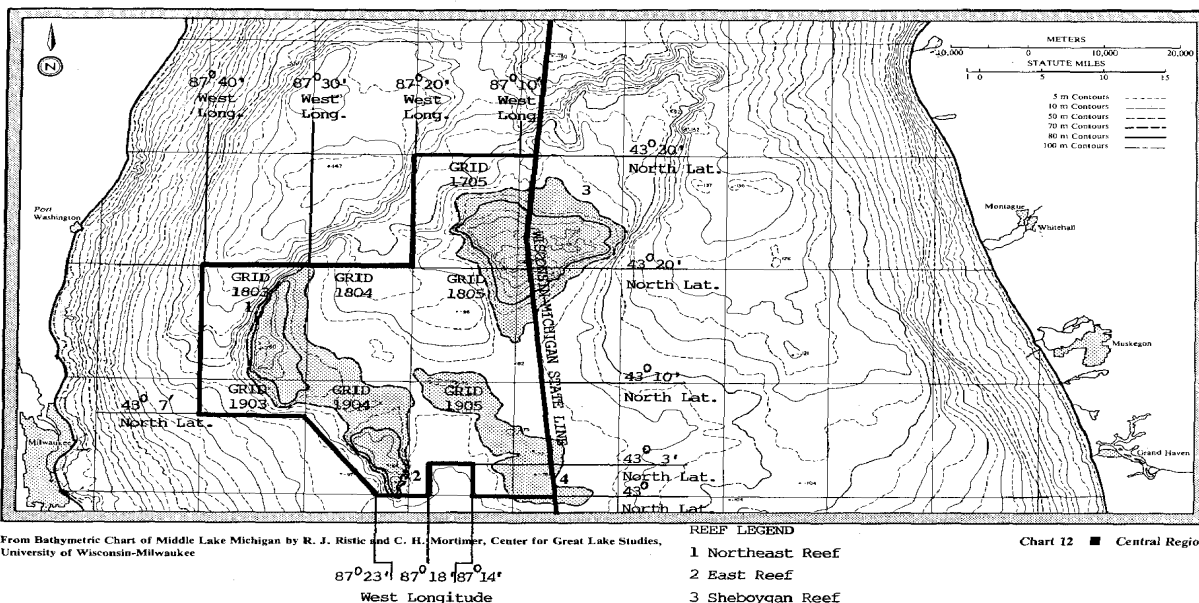 N
87° 40'
West
Long.
87° 30'
West
Long.
87° 20'
West
Long.
87° 10'
West
Long.
METERS
10,000 0 10,000 20,000
STATUTE MILES
1 0 5 10 15
5 m Contours
10 m Contours
50 m Contours
70 m Contours
80 m Contours
100 m Contours
43° 30'
North Lat.
GRID
1705
3
Port
Washington
Montague
Whitehall
WISCONSIN-MICHIGAN STATE LINE
43° 20'
North Lat.
GRID
1803
GRID
1804
GRID
1805
1
Muskegon
43° 10'
North Lat.
GRID
1903
GRID
1904
GRID
1905
43° 7'
North Lat.
Milwaukee
Grand Haven
43° 3'
North Lat.
2
4
43°
North Lat.
From Bathymetric Chart of Middle Lake Michigan by R. J. Ristic and C. H. Mortimer, Center for Great Lake Studies,
University of Wisconsin-Milwaukee
REEF LEGEND
Chart 12 ■ Central Regio
1 Northeast Reef
87°23' 87°18' 87°14'
2 East Reef
West Longitude
3 Sheboygan Reef